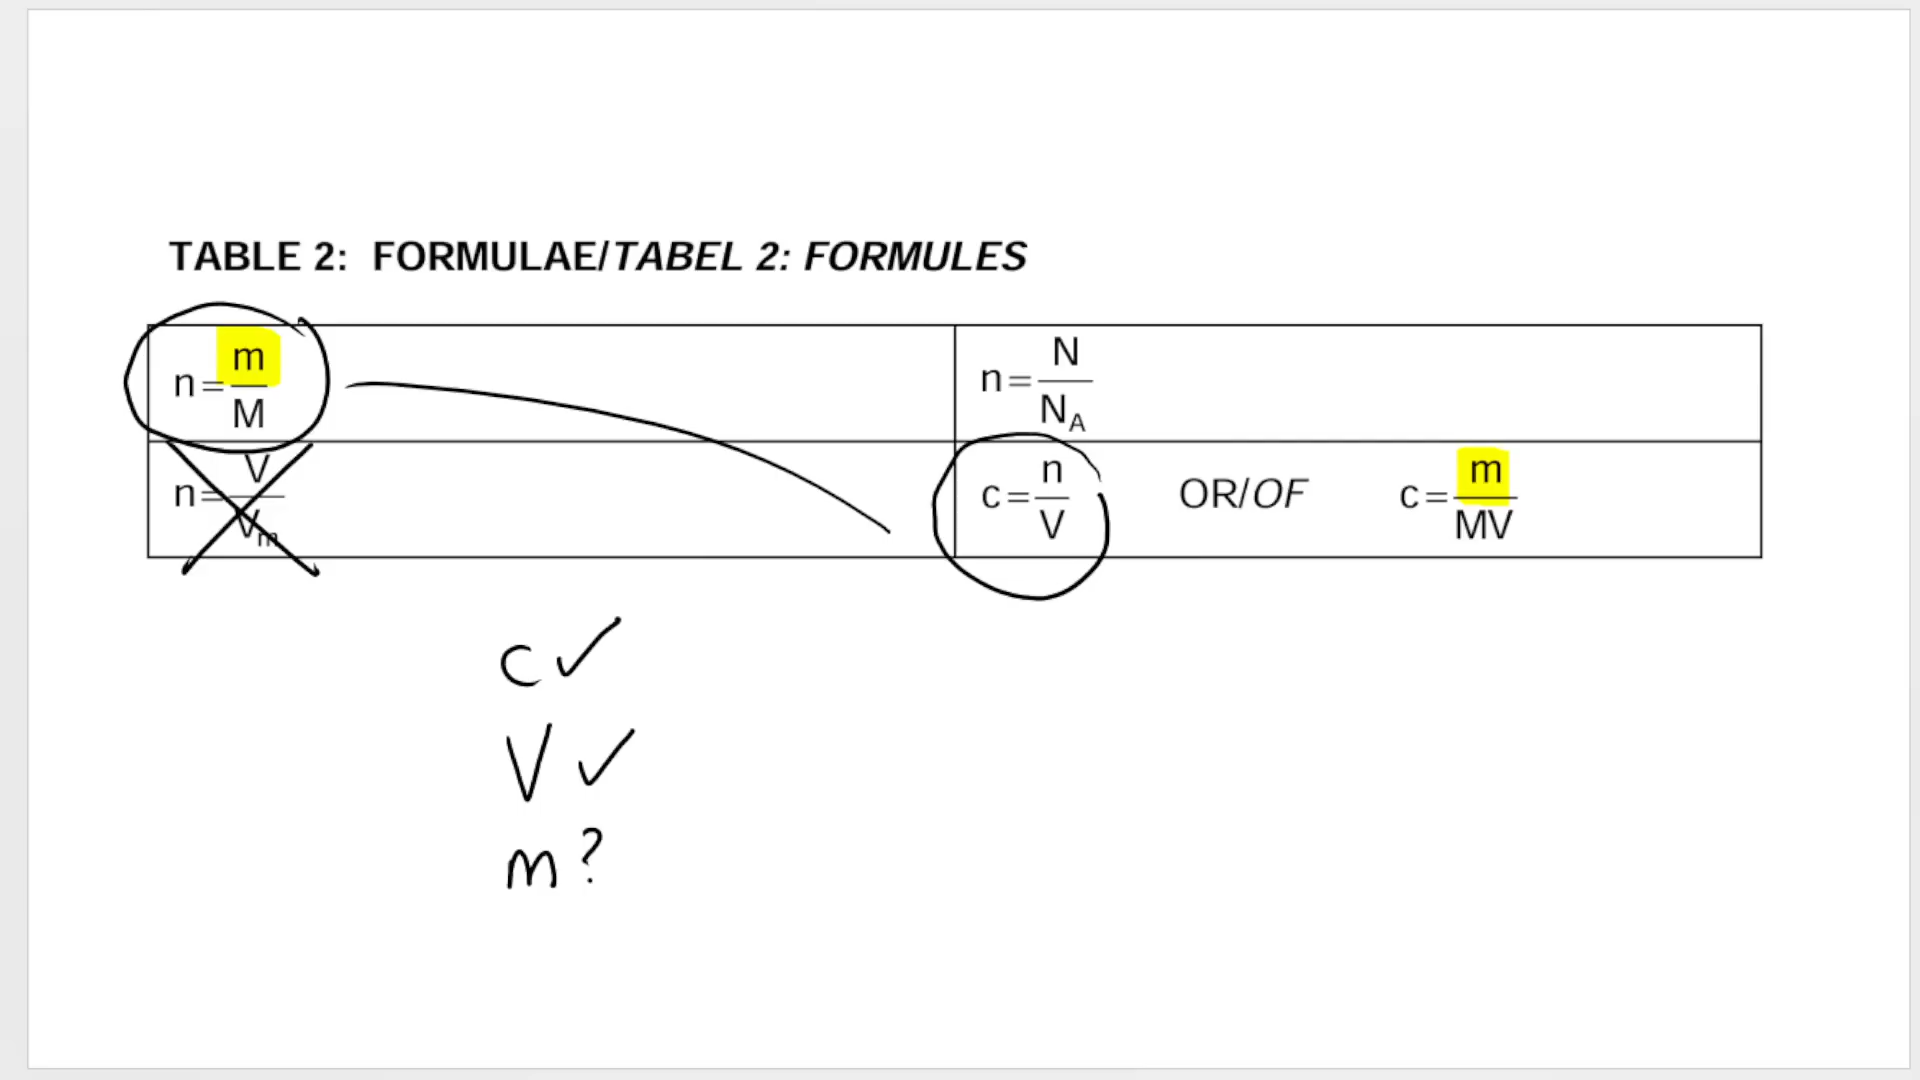 TABLE 2: FORMULAE/TABEL 2: FORMULES
n = m/M
n = N/N_A
n = V/V_m
c = n/V OR/OF c = m/MV
c ✓
V ✓
m ?